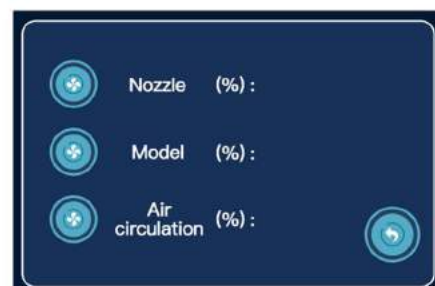 Nozzle (%) :
Model (%) :
Air
circulation (%) :